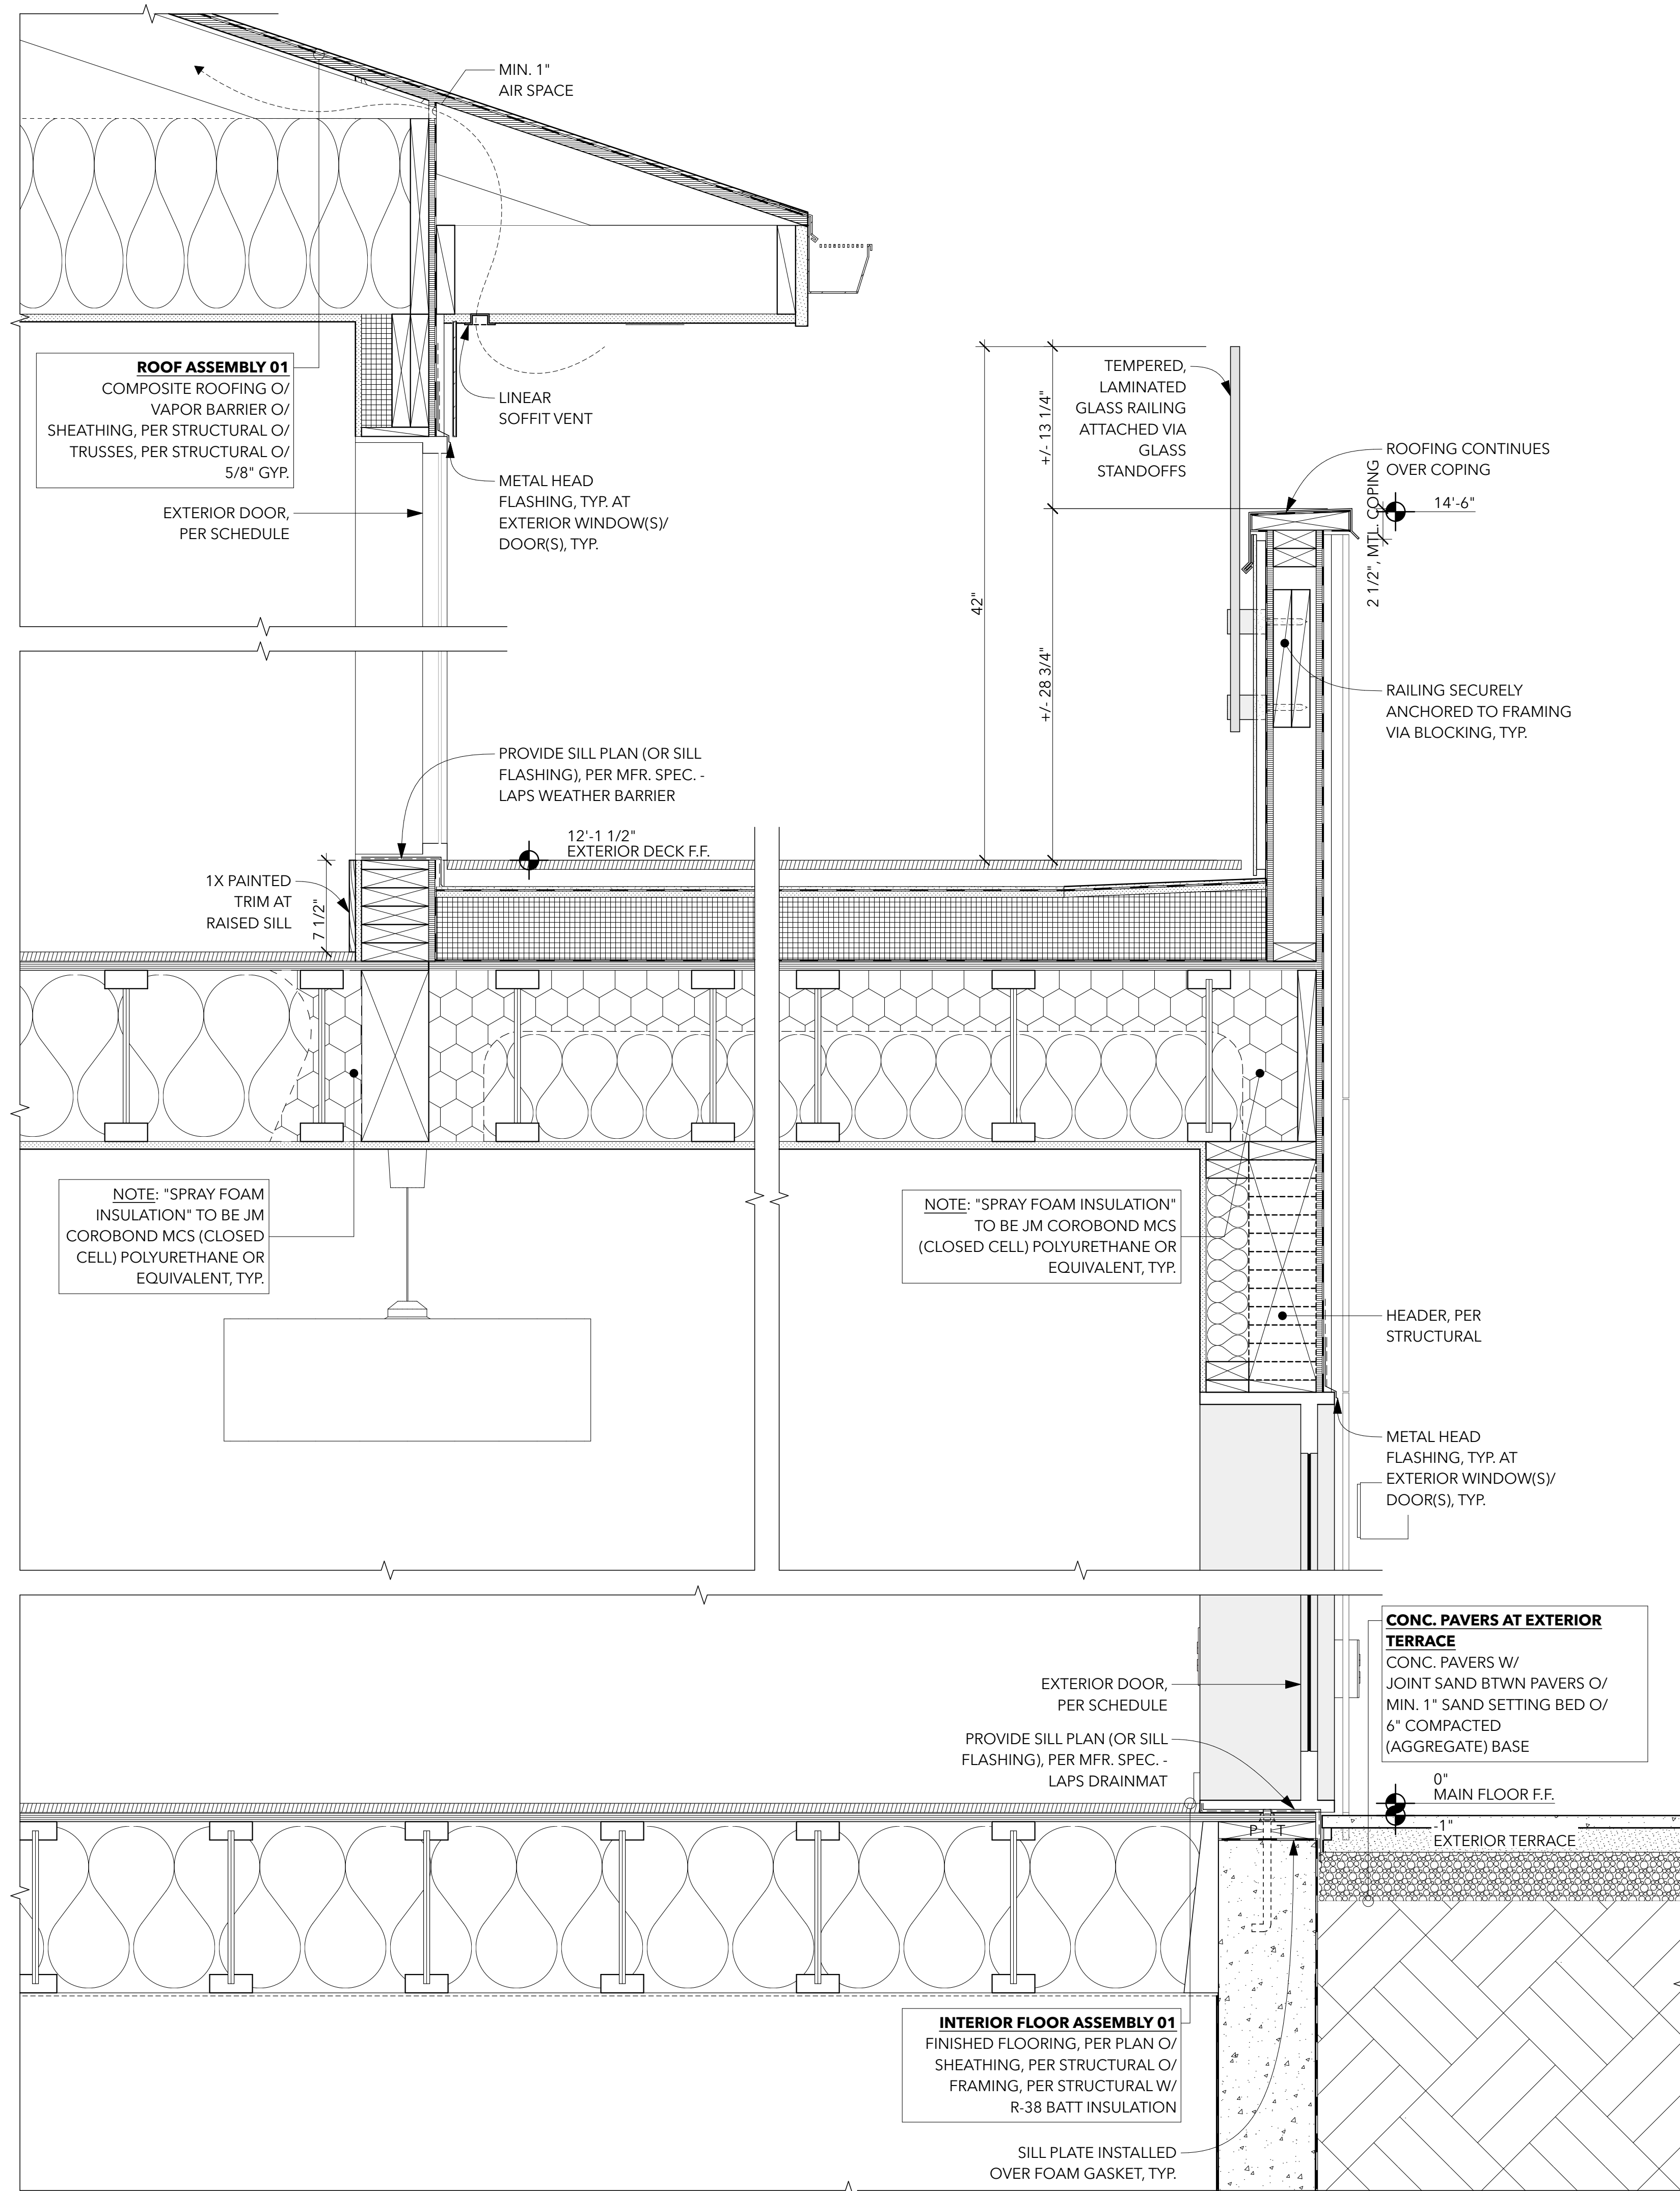 MIN. 1"
AIR SPACE
ROOF ASSEMBLY 01
COMPOSITE ROOFING O/
VAPOR BARRIER O/
SHEATHING, PER STRUCTURAL O/
TRUSSES, PER STRUCTURAL O/
5/8" GYP.
LINEAR
SOFFIT VENT
EXTERIOR DOOR,
PER SCHEDULE
METAL HEAD
FLASHING, TYP. AT
EXTERIOR WINDOW(S)/
DOOR(S), TYP.
TEMPERED,
LAMINATED
GLASS RAILING
ATTACHED VIA
GLASS
STANDOFFS
+/- 13 1/4"
42"
+/- 28 3/4"
ROOFING CONTINUES
OVER COPING
14'-6"
2 1/2", MTL. COPING
RAILING SECURELY
ANCHORED TO FRAMING
VIA BLOCKING, TYP.
PROVIDE SILL PLAN (OR SILL
FLASHING), PER MFR. SPEC. -
LAPS WEATHER BARRIER
12'-1 1/2"
EXTERIOR DECK F.F.
1X PAINTED
TRIM AT
RAISED SILL
7 1/2"
NOTE: "SPRAY FOAM
INSULATION" TO BE JM
COROBOND MCS (CLOSED
CELL) POLYURETHANE OR
EQUIVALENT, TYP.
NOTE: "SPRAY FOAM INSULATION"
TO BE JM COROBOND MCS
(CLOSED CELL) POLYURETHANE OR
EQUIVALENT, TYP.
HEADER, PER
STRUCTURAL
METAL HEAD
FLASHING, TYP. AT
EXTERIOR WINDOW(S)/
DOOR(S), TYP.
CONC. PAVERS AT EXTERIOR
TERRACE
CONC. PAVERS W/
JOINT SAND BTWN PAVERS O/
MIN. 1" SAND SETTING BED O/
6" COMPACTED
(AGGREGATE) BASE
EXTERIOR DOOR,
PER SCHEDULE
PROVIDE SILL PLAN (OR SILL
FLASHING), PER MFR. SPEC. -
LAPS DRAINMAT
0"
MAIN FLOOR F.F.
-1"
EXTERIOR TERRACE
P T
INTERIOR FLOOR ASSEMBLY 01
FINISHED FLOORING, PER PLAN O/
SHEATHING, PER STRUCTURAL O/
FRAMING, PER STRUCTURAL W/
R-38 BATT INSULATION
SILL PLATE INSTALLED
OVER FOAM GASKET, TYP.